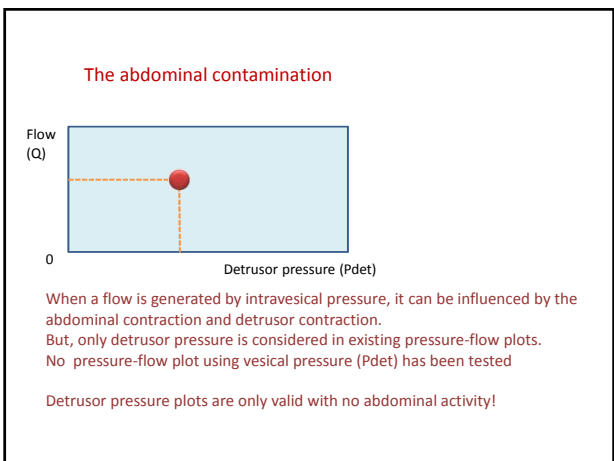 The abdominal contamination
Flow
(Q)
0
Detrusor pressure (Pdet)
When a flow is generated by intravesical pressure, it can be influenced by the
abdominal contraction and detrusor contraction.
But, only detrusor pressure is considered in existing pressure-flow plots.
No pressure-flow plot using vesical pressure (Pdet) has been tested
Detrusor pressure plots are only valid with no abdominal activity!